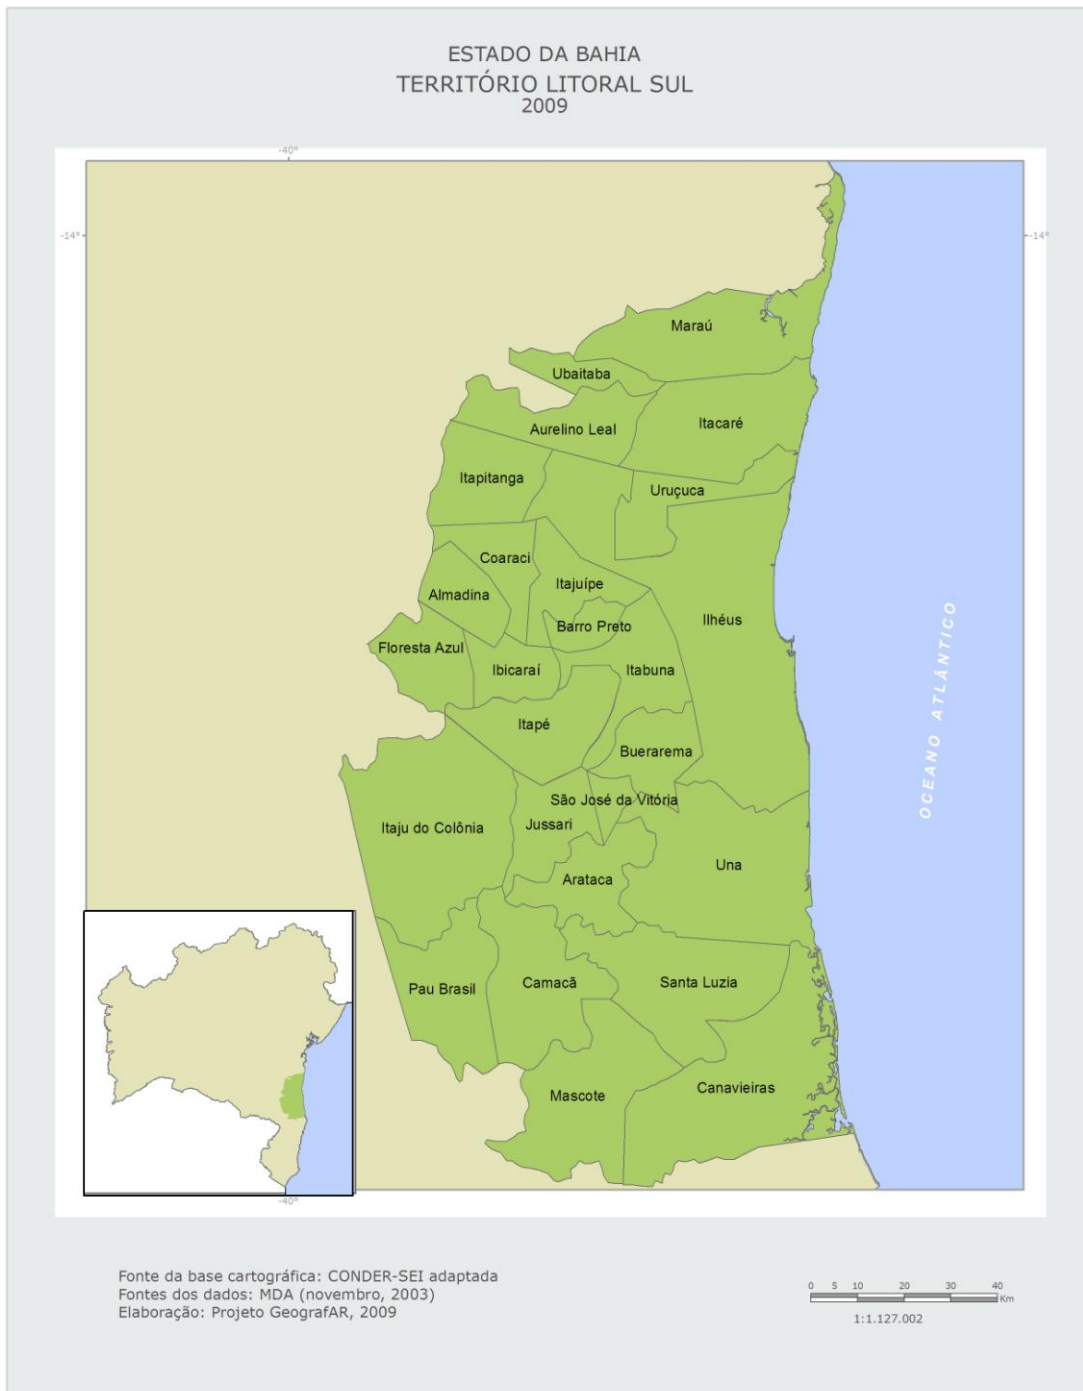 ESTADO DA BAHIA
TERRITÓRIO LITORAL SUL
2009
-40°
-14°
-14°
Maraú
Ubaitaba
Itacaré
Aurelino Leal
Itapitanga
Uruçuca
Coaraci
Itajuípe
Almadina
Ilhéus
Barro Preto
Floresta Azul
Ibicaraí
Itabuna
Itapé
Buerarema
São José da Vitória
Itaju do Colônia
Jussari
Una
Arataca
OCEANO ATLÂNTICO
Pau Brasil
Camacã
Santa Luzia
Mascote
Canavieiras
-40°
Fonte da base cartográfica: CONDER-SEI adaptada
Fontes dos dados: MDA (novembro, 2003)
Elaboração: Projeto GeografAR, 2009
0 5 10 20 30 40
Km
1:1.127.002